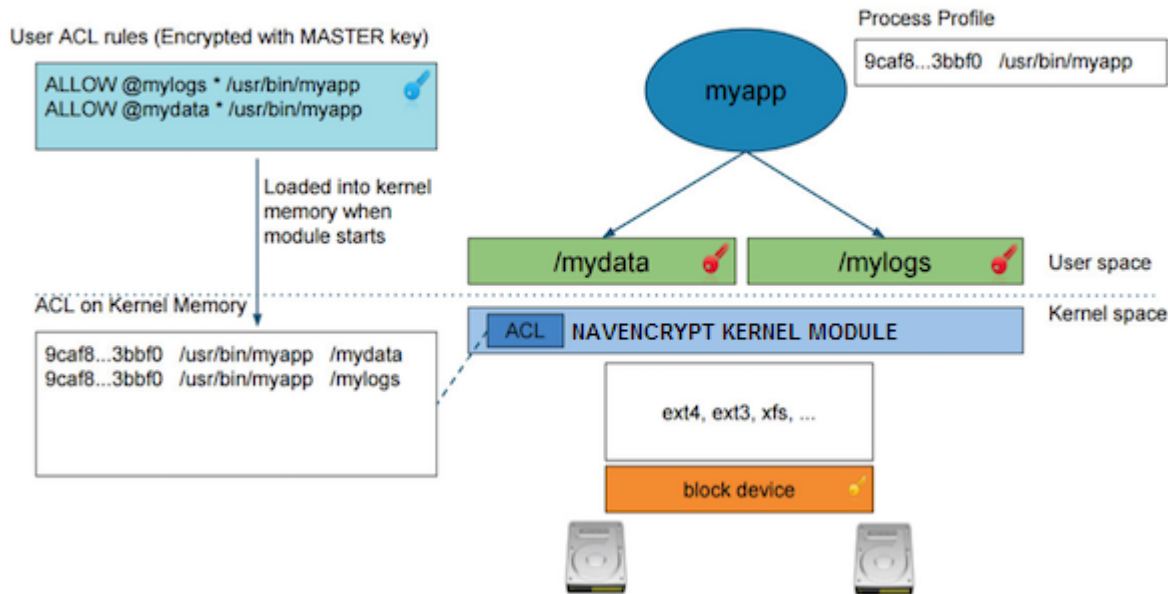 User ACL rules (Encrypted with MASTER key)
ALLOW @mylogs * /usr/bin/myapp
ALLOW @mydata * /usr/bin/myapp
Loaded into kernel
memory when
module starts
ACL on Kernel Memory
9caf8...3bbf0 /usr/bin/myapp /mydata
9caf8...3bbf0 /usr/bin/myapp /mylogs
Process Profile
9caf8...3bbf0 /usr/bin/myapp
myapp
/mydata
/mylogs
User space
Kernel space
ACL
NAVENCRYPT KERNEL MODULE
ext4, ext3, xfs, ...
block device